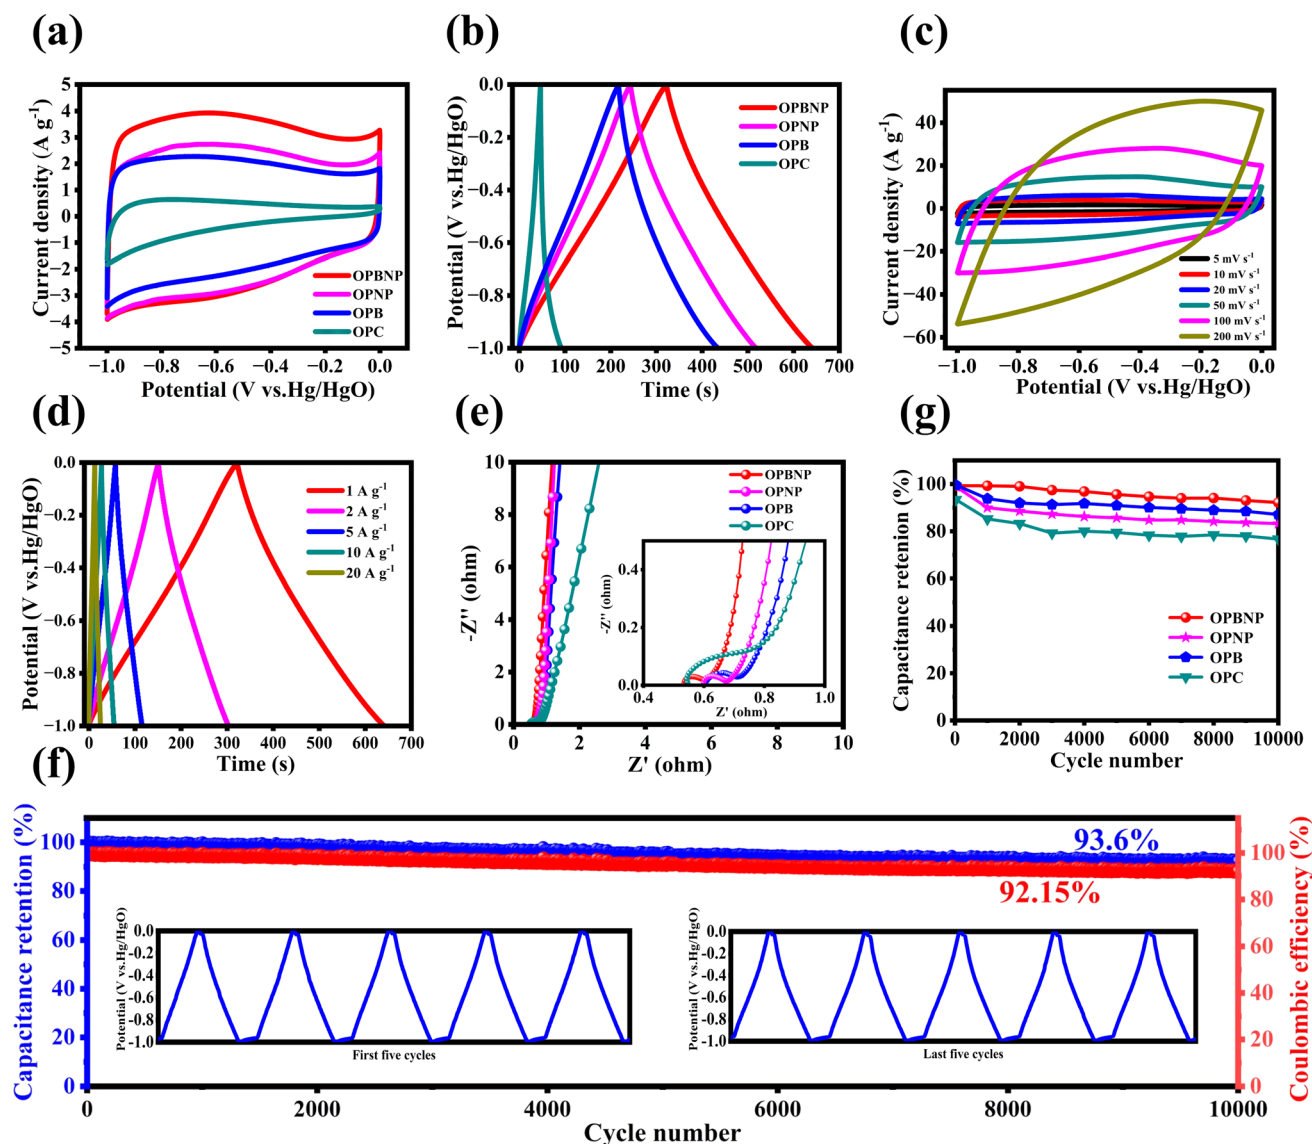 (a)
Current density (A g⁻¹)
5
4
3
2
1
0
−1
−2
−3
−4
−5
OPBNP
OPNP
OPB
OPC
−1.0 −0.8 −0.6 −0.4 −0.2 0.0
Potential (V vs.Hg/HgO)
(b)
Potential (V vs.Hg/HgO)
0.0
−0.2
−0.4
−0.6
−0.8
−1.0
OPBNP
OPNP
OPB
OPC
0 100 200 300 400 500 600 700
Time (s)
(c)
Current density (A g⁻¹)
40
20
0
−20
−40
−60
5 mV s⁻¹
10 mV s⁻¹
20 mV s⁻¹
50 mV s⁻¹
100 mV s⁻¹
200 mV s⁻¹
−1.0 −0.8 −0.6 −0.4 −0.2 0.0
Potential (V vs.Hg/HgO)
(d)
Potential (V vs.Hg/HgO)
0.0
−0.2
−0.4
−0.6
−0.8
−1.0
1 A g⁻¹
2 A g⁻¹
5 A g⁻¹
10 A g⁻¹
20 A g⁻¹
0 100 200 300 400 500 600 700
Time (s)
(e)
-Z'' (ohm)
10
8
6
4
2
0
OPBNP
OPNP
OPB
OPC
-Z'' (ohm)
0.4
0.2
0.0
0.4 0.6 0.8 1.0
Z' (ohm)
0 2 4 6 8 10
Z' (ohm)
(g)
Capacitance retenion (%)
100
80
60
40
20
0
OPBNP
OPNP
OPB
OPC
0 2000 4000 6000 8000 10000
Cycle number
(f)
Capacitance retention (%)
100
80
60
40
20
0
93.6%
92.15%
Potential (V vs.Hg/HgO)
0.0
-0.2
-0.4
-0.6
-0.8
-1.0
First five cycles
Potential (V vs.Hg/HgO)
0.0
-0.2
-0.4
-0.6
-0.8
-1.0
Last five cycles
100
80
60
40
20
0
Coulombic efficiency (%)
0 2000 4000 6000 8000 10000
Cycle number